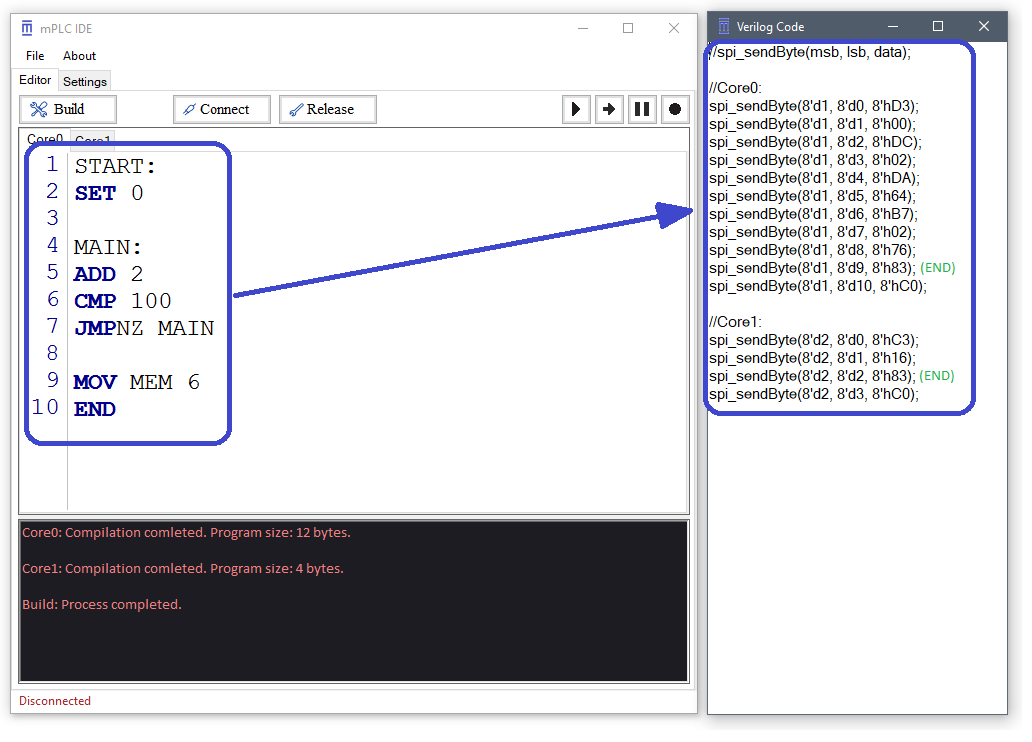 mPLC IDE
File About
Editor Settings
Build Connect Release
Core0 Core1
1 START:
2 SET 0
3
4 MAIN:
5 ADD 2
6 CMP 100
7 JMPNZ MAIN
8
9 MOV MEM 6
10 END
Core0: Compilation comleted. Program size: 12 bytes.
Core1: Compilation comleted. Program size: 4 bytes.
Build: Process completed.
Disconnected
Verilog Code
//spi_sendByte(msb, lsb, data);
//Core0:
spi_sendByte(8'd1, 8'd0, 8'hD3);
spi_sendByte(8'd1, 8'd1, 8'h00);
spi_sendByte(8'd1, 8'd2, 8'hDC);
spi_sendByte(8'd1, 8'd3, 8'h02);
spi_sendByte(8'd1, 8'd4, 8'hDA);
spi_sendByte(8'd1, 8'd5, 8'h64);
spi_sendByte(8'd1, 8'd6, 8'hB7);
spi_sendByte(8'd1, 8'd7, 8'h02);
spi_sendByte(8'd1, 8'd8, 8'h76);
spi_sendByte(8'd1, 8'd9, 8'h83); (END)
spi_sendByte(8'd1, 8'd10, 8'hC0);
//Core1:
spi_sendByte(8'd2, 8'd0, 8'hC3);
spi_sendByte(8'd2, 8'd1, 8'h16);
spi_sendByte(8'd2, 8'd2, 8'h83); (END)
spi_sendByte(8'd2, 8'd3, 8'hC0);